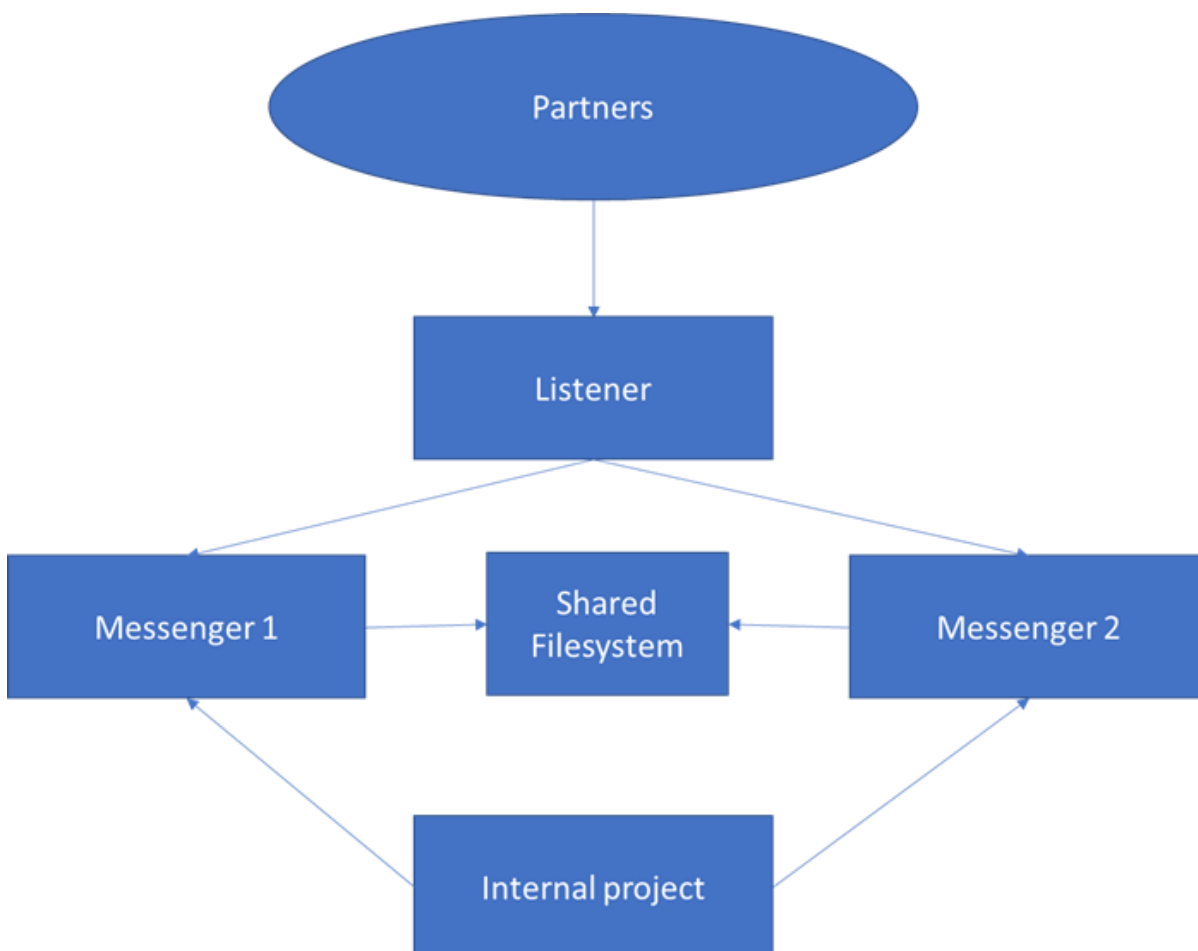 Partners
Listener
Messenger 1
Shared
Filesystem
Messenger 2
Internal project